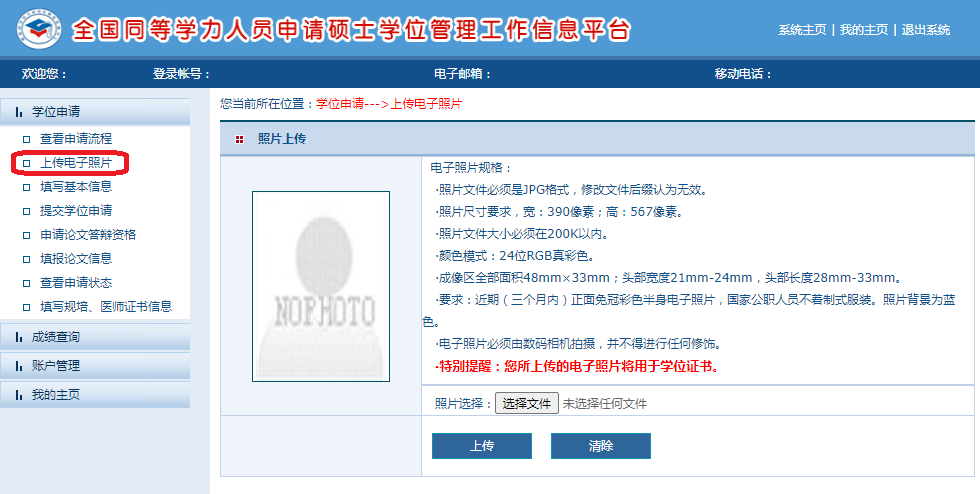 全国同等学力人员申请硕士学位管理工作信息平台
系统主页 | 我的主页 | 退出系统
欢迎您： 登录帐号： 电子邮箱： 移动电话：
学位申请
查看申请流程
上传电子照片
填写基本信息
提交学位申请
申请论文答辩资格
填报论文信息
查看申请状态
填写规培、医师证书信息
成绩查询
账户管理
我的主页
您当前所在位置：学位申请--->上传电子照片
照片上传
NOPHOTO
电子照片规格：
·照片文件必须是JPG格式，修改文件后缀认为无效。
·照片尺寸要求，宽：390像素；高：567像素。
·照片文件大小必须在200K以内。
·颜色模式：24位RGB真彩色。
·成像区全部面积48mm×33mm；头部宽度21mm-24mm，头部长度28mm-33mm。
·要求：近期（三个月内）正面免冠彩色半身电子照片，国家公职人员不着制式服装。照片背景为蓝
色。
·电子照片必须由数码相机拍摄，并不得进行任何修饰。
·特别提醒：您所上传的电子照片将用于学位证书。
照片选择： 选择文件 未选择任何文件
上传 清除